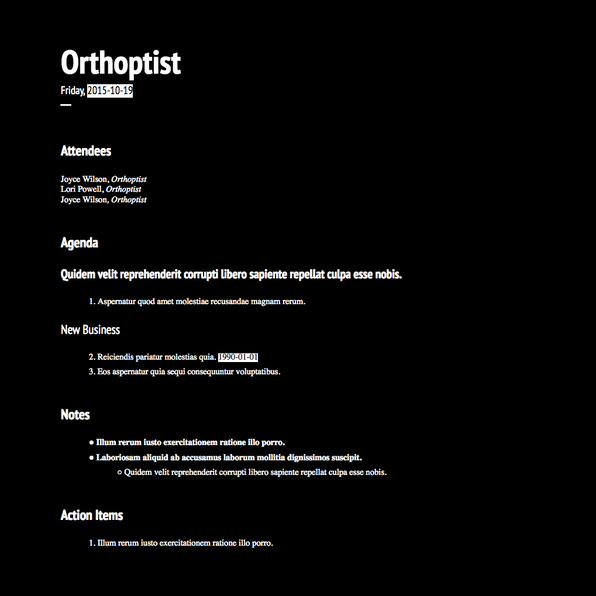 Orthoptist
Friday, 2015-10-19
Attendees
Joyce Wilson, Orthoptist
Lori Powell, Orthoptist
Joyce Wilson, Orthoptist
Agenda
Quidem velit reprehenderit corrupti libero sapiente repellat culpa esse nobis.
1. Aspernatur quod amet molestiae recusandae magnam rerum.
New Business
2. Reiciendis pariatur molestias quia. 1990-01-01
3. Eos aspernatur quia sequi consequuntur voluptatibus.
Notes
● Illum rerum iusto exercitationem ratione illo porro.
● Laboriosam aliquid ab accusamus laborum mollitia dignissimos suscipit.
○ Quidem velit reprehenderit corrupti libero sapiente repellat culpa esse nobis.
Action Items
1. Illum rerum iusto exercitationem ratione illo porro.